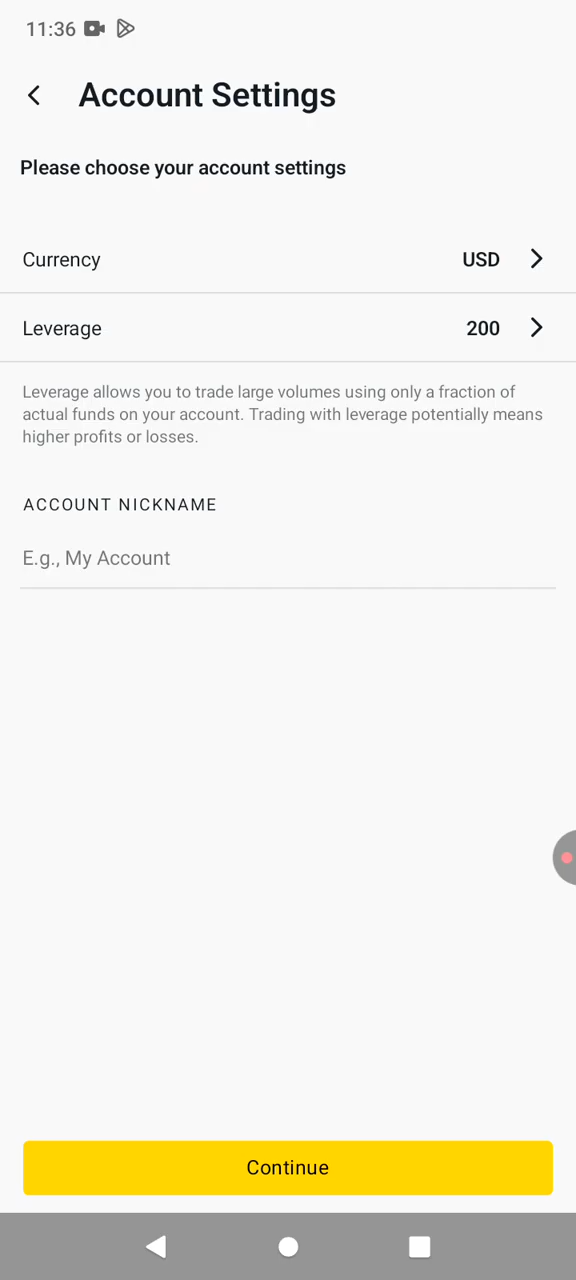 11:36
Account Settings
Please choose your account settings
Currency USD
Leverage 200
Leverage allows you to trade large volumes using only a fraction of
actual funds on your account. Trading with leverage potentially means
higher profits or losses.
ACCOUNT NICKNAME
E.g., My Account
Continue